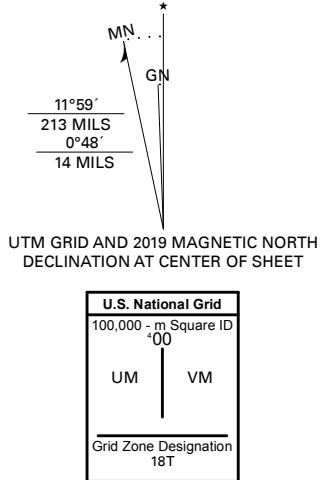 MN
GN
11°59´
213 MILS
0°48´
14 MILS
UTM GRID AND 2019 MAGNETIC NORTH
DECLINATION AT CENTER OF SHEET
U.S. National Grid
100,000 - m Square ID
⁴00
UM VM
Grid Zone Designation
18T